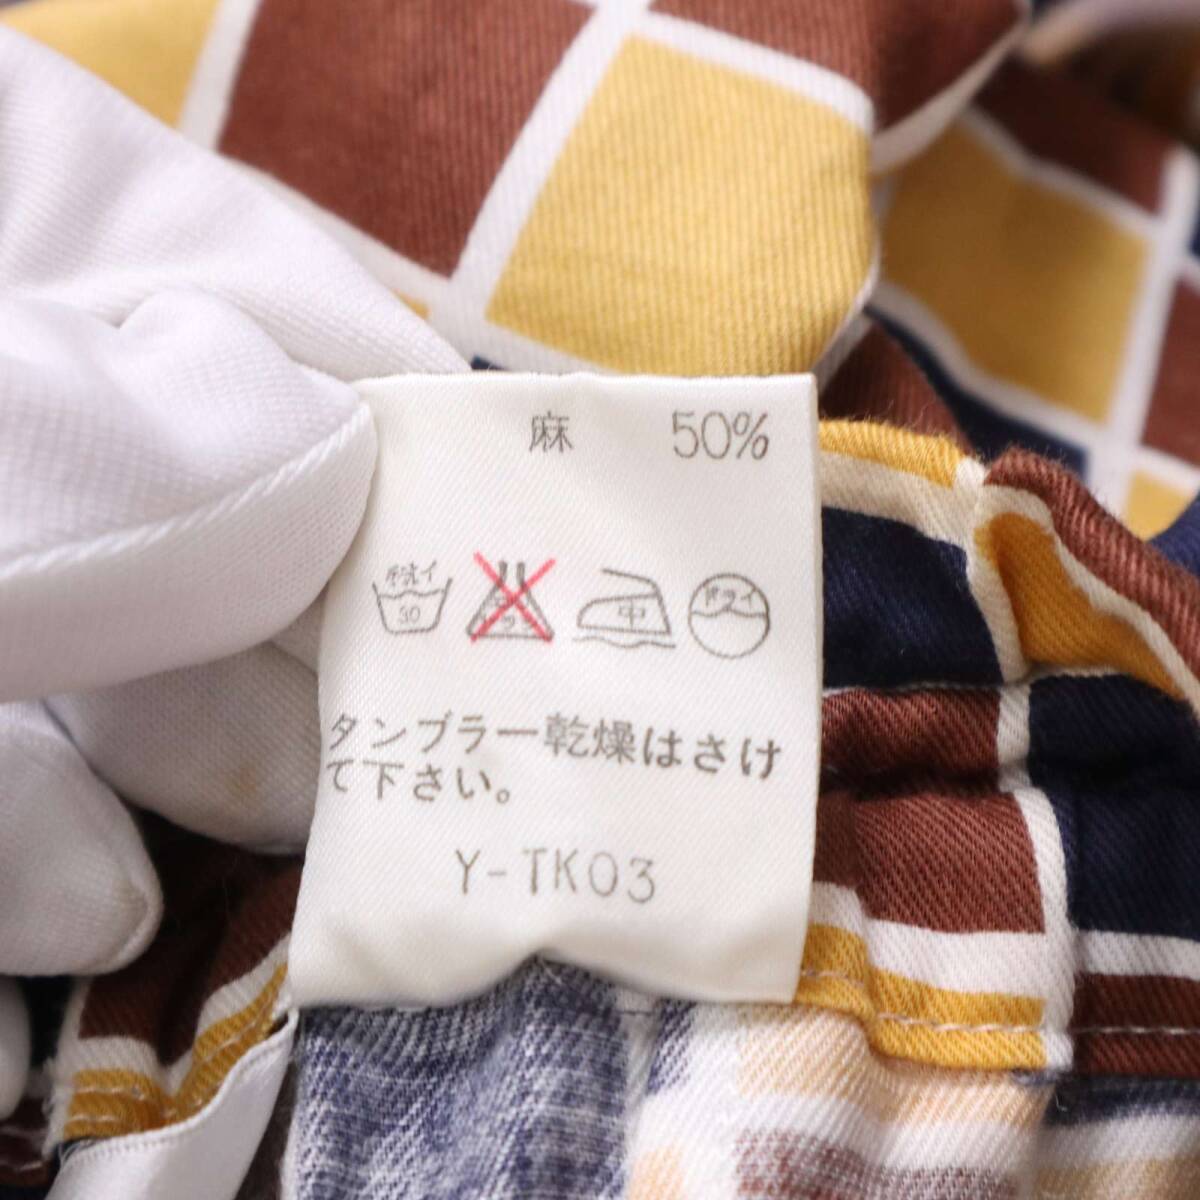 麻 50%
手洗イ
30
中
ドライ
タンブラー乾燥はさけ
て下さい。
Y-TK03